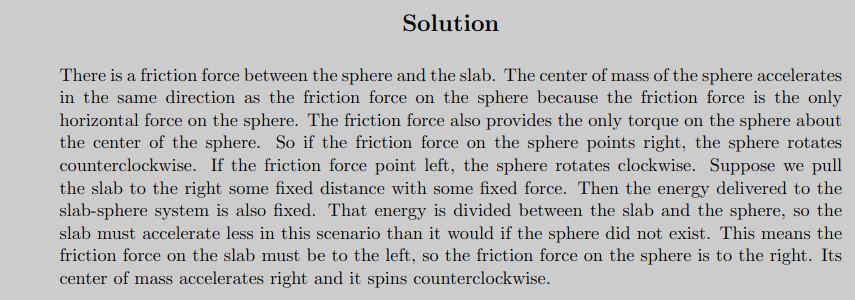 Solution
There is a friction force between the sphere and the slab. The center of mass of the sphere accelerates
in the same direction as the friction force on the sphere because the friction force is the only
horizontal force on the sphere. The friction force also provides the only torque on the sphere about
the center of the sphere. So if the friction force on the sphere points right, the sphere rotates
counterclockwise. If the friction force point left, the sphere rotates clockwise. Suppose we pull
the slab to the right some fixed distance with some fixed force. Then the energy delivered to the
slab-sphere system is also fixed. That energy is divided between the slab and the sphere, so the
slab must accelerate less in this scenario than it would if the sphere did not exist. This means the
friction force on the slab must be to the left, so the friction force on the sphere is to the right. Its
center of mass accelerates right and it spins counterclockwise.